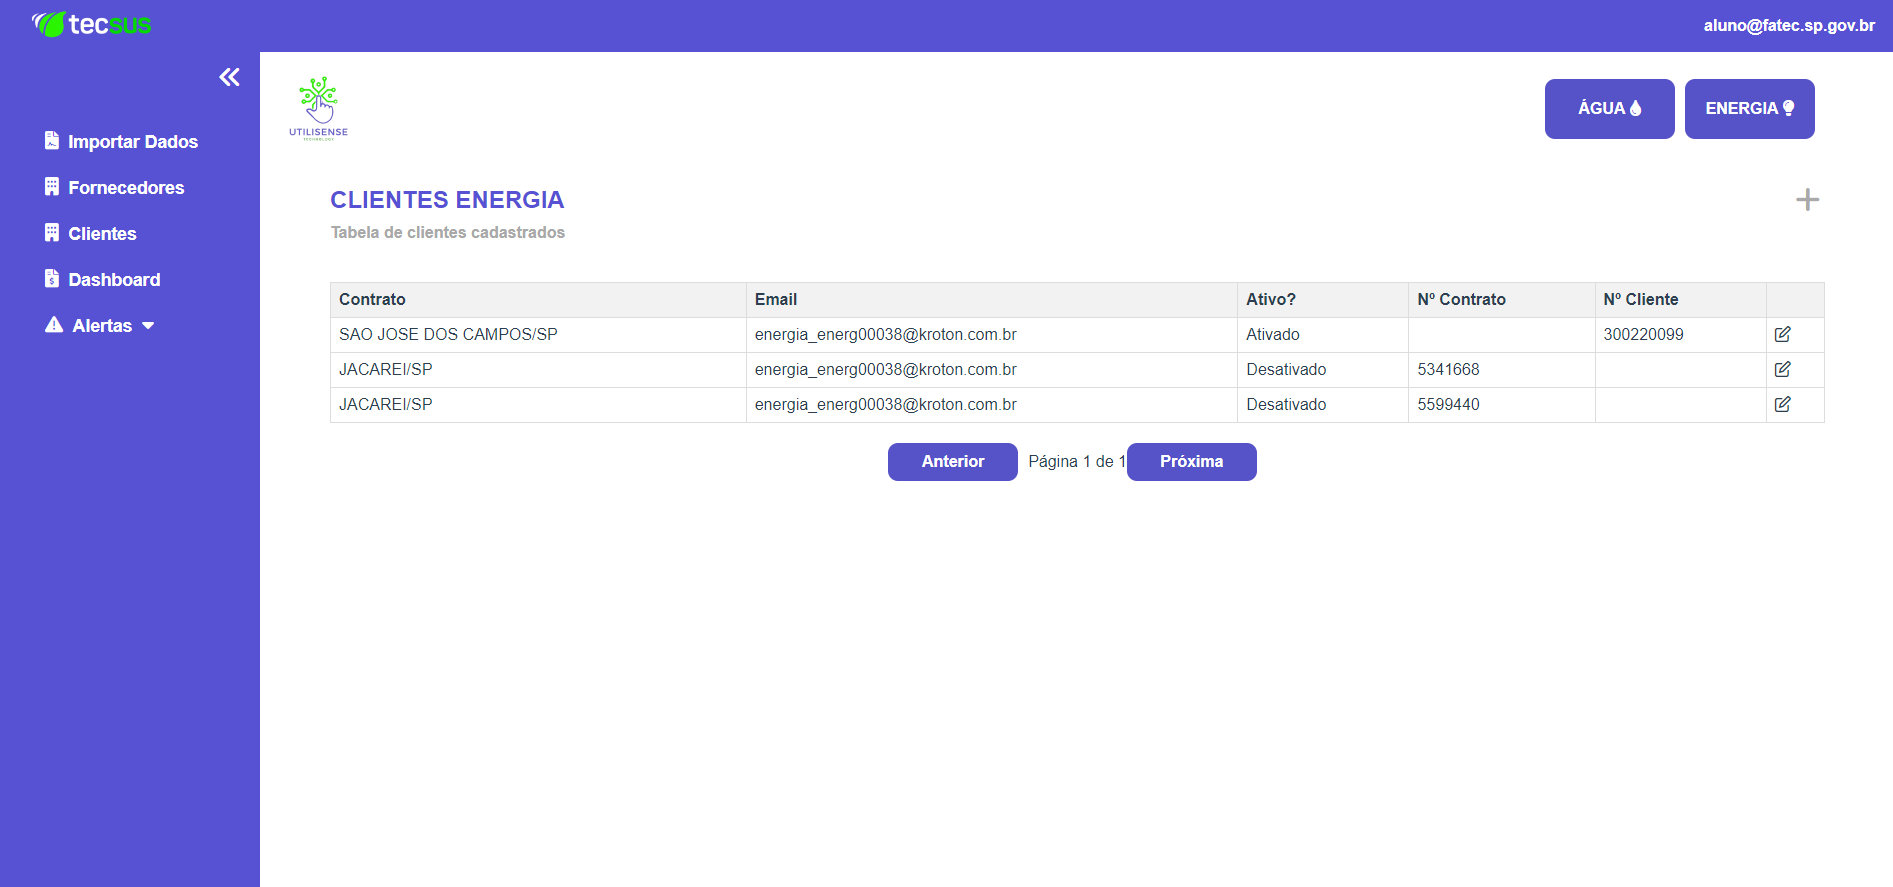 tecsus
aluno@fatec.sp.gov.br
Importar Dados
Fornecedores
Clientes
Dashboard
Alertas
UTILISENSE
TECHNOLOGY
ÁGUA
ENERGIA
CLIENTES ENERGIA
Tabela de clientes cadastrados
Contrato Email Ativo? Nº Contrato Nº Cliente
SAO JOSE DOS CAMPOS/SP energia_energ00038@kroton.com.br Ativado 300220099
JACAREI/SP energia_energ00038@kroton.com.br Desativado 5341668
JACAREI/SP energia_energ00038@kroton.com.br Desativado 5599440
Anterior Página 1 de 1 Próxima